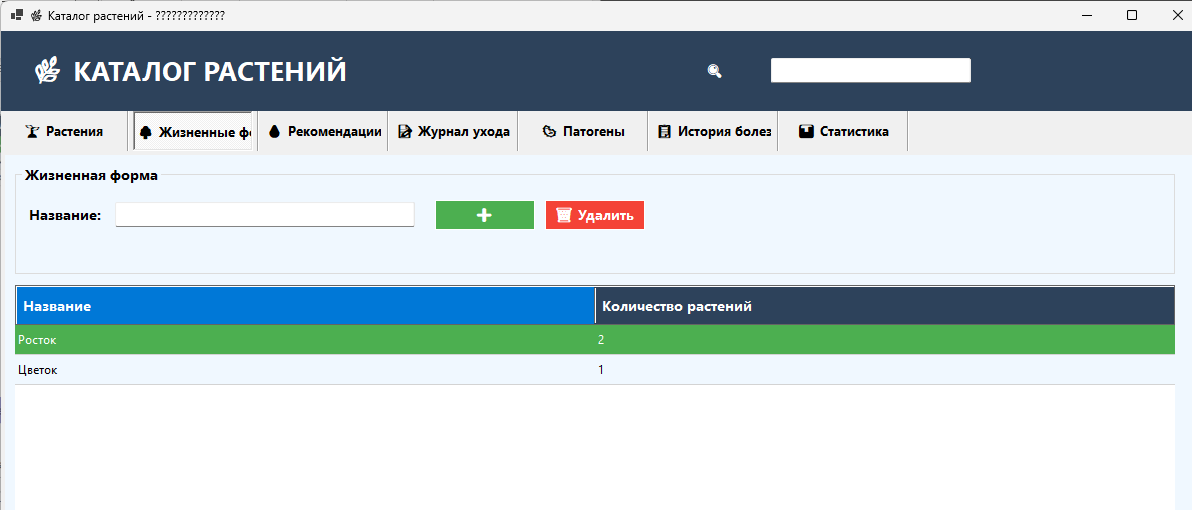 Каталог растений - ?????????????
КАТАЛОГ РАСТЕНИЙ
Растения
Жизненные фо
Рекомендации
Журнал ухода
Патогены
История болез
Статистика
Жизненная форма
Название:
+ Удалить
Название Количество растений
Росток 2
Цветок 1